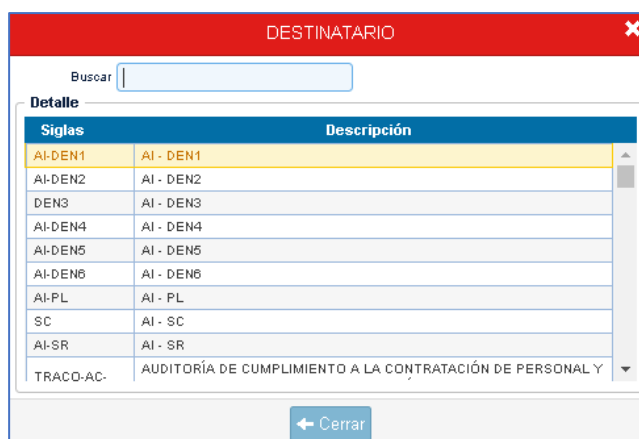 DESTINATARIO
Buscar
Detalle
Siglas Descripción
AI-DEN1 AI - DEN1
AI-DEN2 AI - DEN2
DEN3 AI - DEN3
AI-DEN4 AI - DEN4
AI-DEN5 AI - DEN5
AI-DEN6 AI - DEN6
AI-PL AI - PL
SC AI - SC
AI-SR AI - SR
TRACO-AC- AUDITORÍA DE CUMPLIMIENTO A LA CONTRATACIÓN DE PERSONAL Y
Cerrar